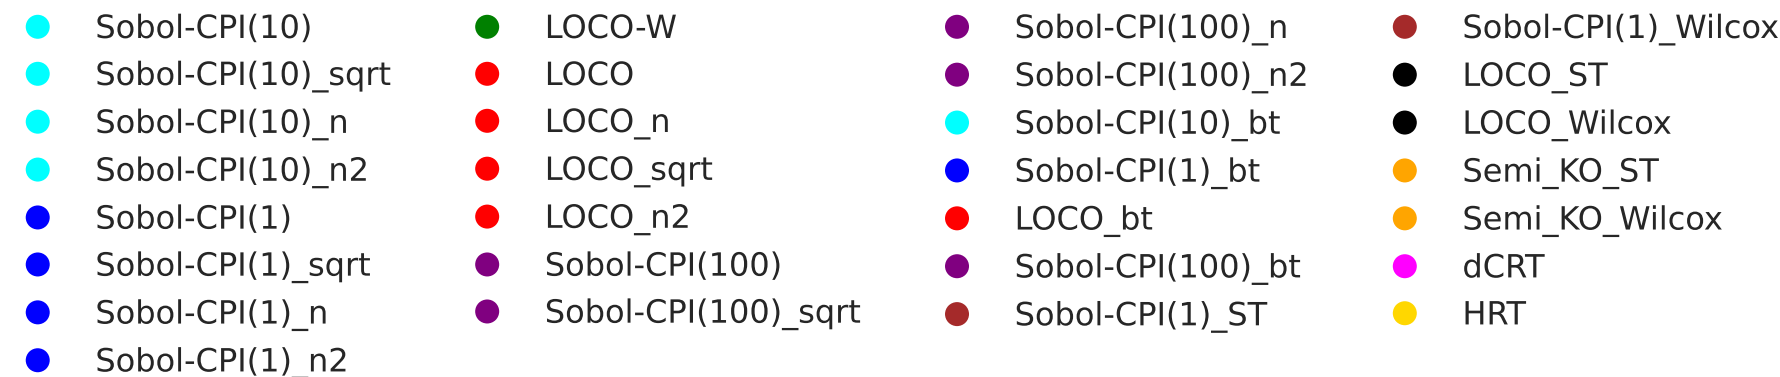 Sobol-CPI(10)
Sobol-CPI(10)_sqrt
Sobol-CPI(10)_n
Sobol-CPI(10)_n2
Sobol-CPI(1)
Sobol-CPI(1)_sqrt
Sobol-CPI(1)_n
Sobol-CPI(1)_n2
LOCO-W
LOCO
LOCO_n
LOCO_sqrt
LOCO_n2
Sobol-CPI(100)
Sobol-CPI(100)_sqrt
Sobol-CPI(100)_n
Sobol-CPI(100)_n2
Sobol-CPI(10)_bt
Sobol-CPI(1)_bt
LOCO_bt
Sobol-CPI(100)_bt
Sobol-CPI(1)_ST
Sobol-CPI(1)_Wilcox
LOCO_ST
LOCO_Wilcox
Semi_KO_ST
Semi_KO_Wilcox
dCRT
HRT